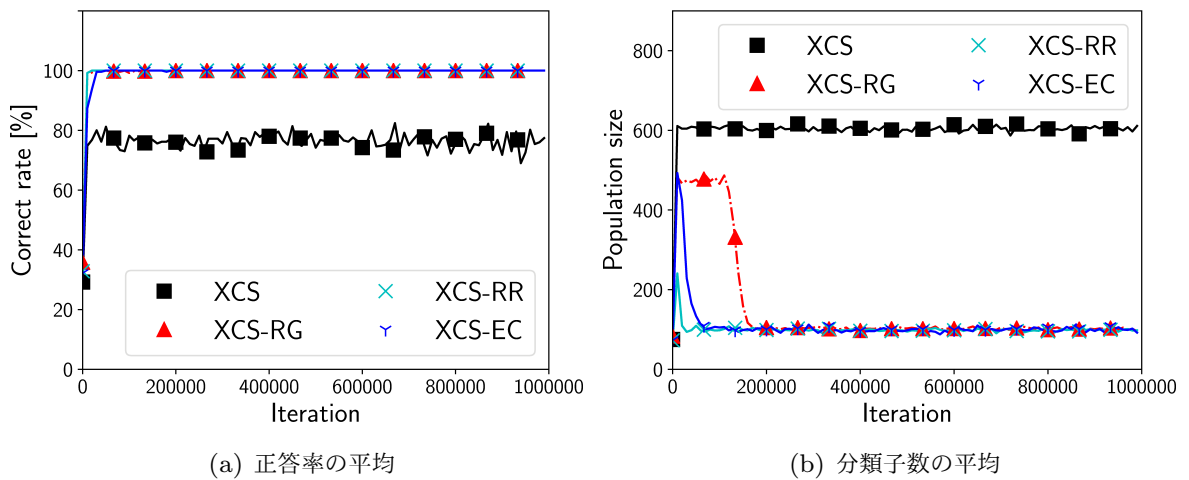 Correct rate [%]
100
80
60
40
20
0
XCS
XCS-RG
XCS-RR
XCS-EC
0 200000 400000 600000 800000 1000000
Iteration
(a) 正答率の平均
Population size
800
600
400
200
0
XCS
XCS-RG
XCS-RR
XCS-EC
0 200000 400000 600000 800000 1000000
Iteration
(b) 分類子数の平均